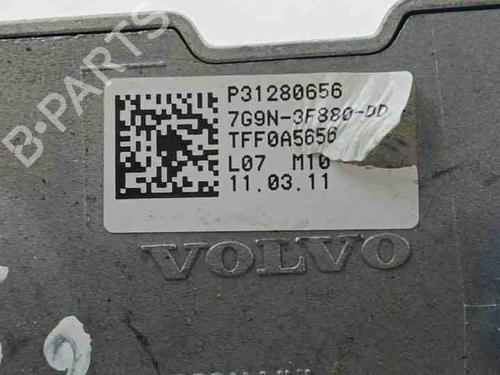 B-PARTS
P31280656
7G9N-3F880-DD
TFF0A5656
L07 M10
11.03.11
VOLVO